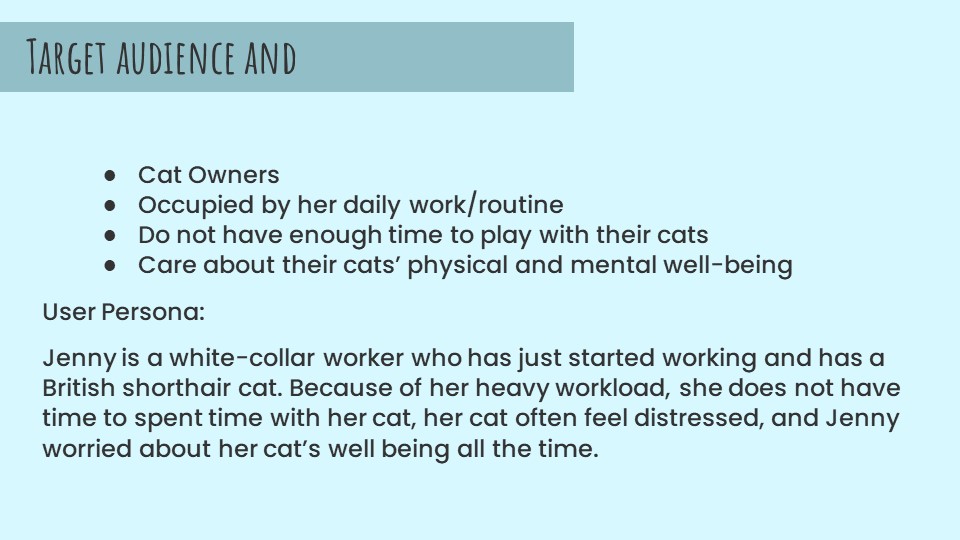 Target audience and
● Cat Owners
● Occupied by her daily work/routine
● Do not have enough time to play with their cats
● Care about their cats’ physical and mental well-being
User Persona:
Jenny is a white-collar worker who has just started working and has a
British shorthair cat. Because of her heavy workload, she does not have
time to spent time with her cat, her cat often feel distressed, and Jenny
worried about her cat’s well being all the time.